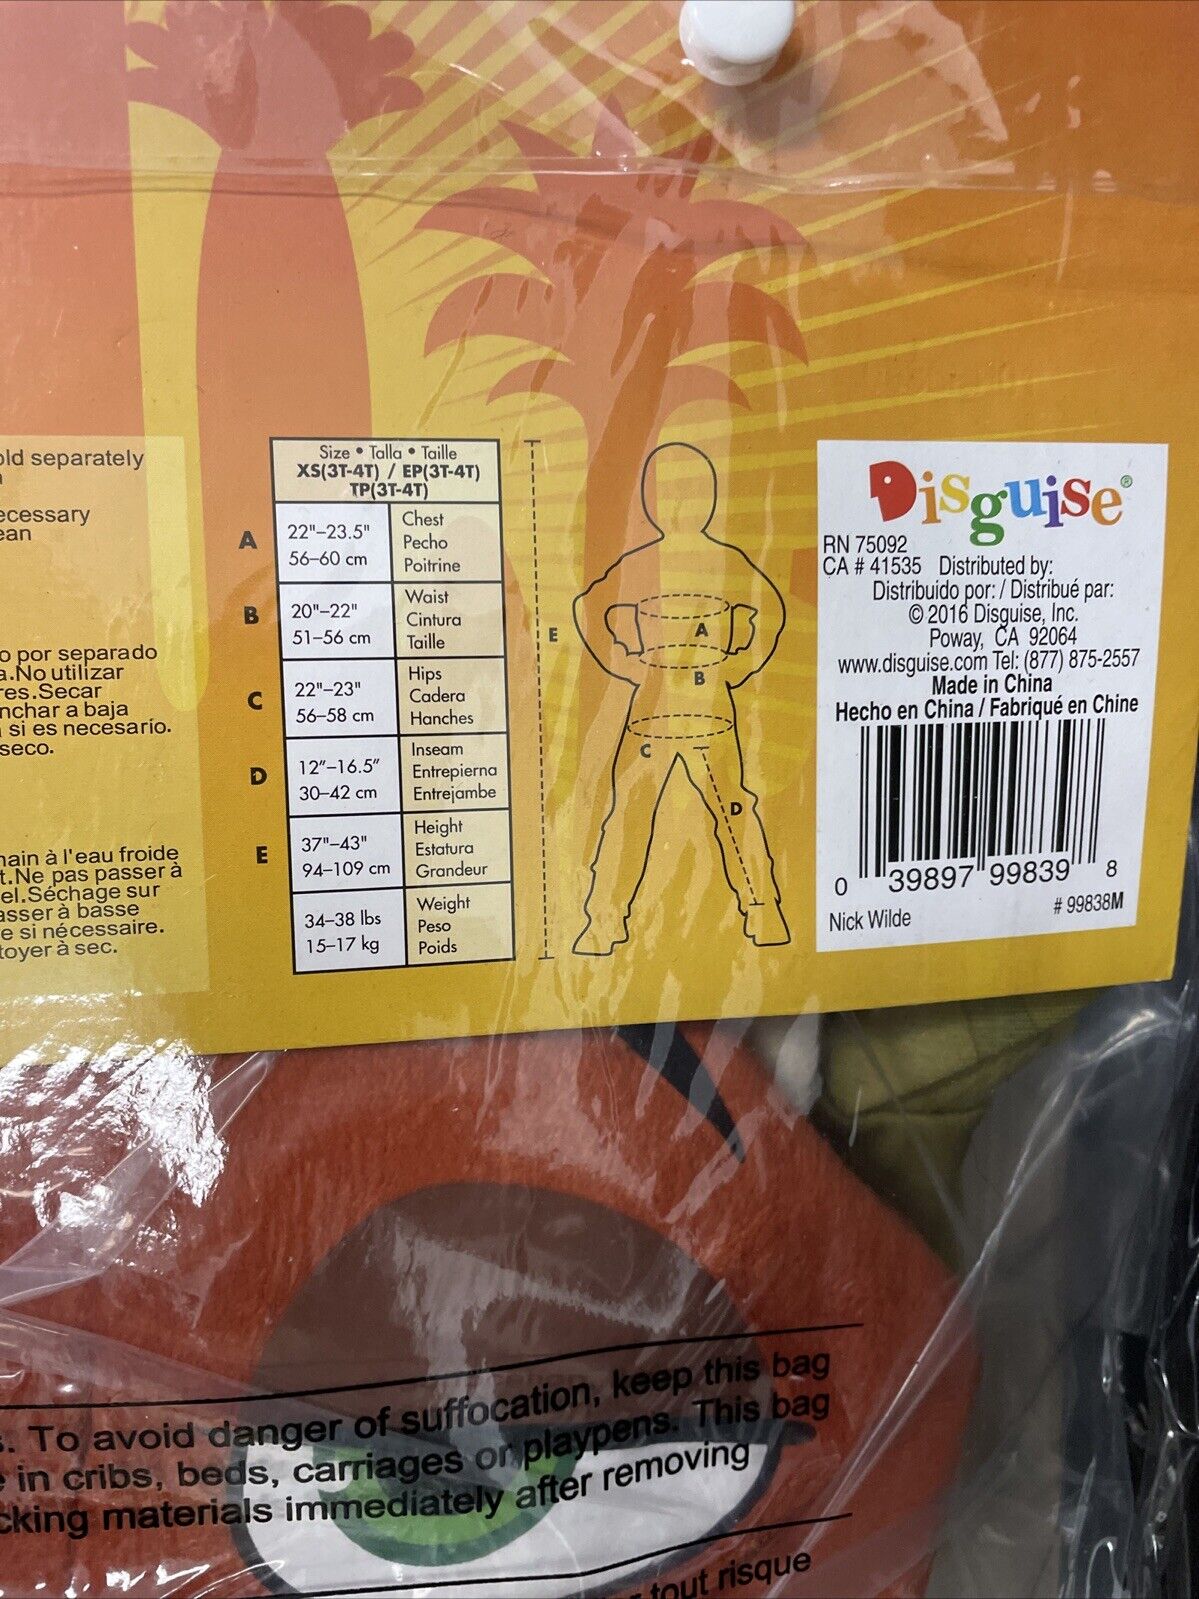 old separately
necessary
o por separado
a.No utilizar
res.Secar
nchar a baja
si es necesario.
seco.
main à l'eau froide
t.Ne pas passer à
el.Séchage sur
asser à basse
e si nécessaire.
toyer à sec.
Size • Talla • Taille
XS(3T-4T) / EP(3T-4T)
TP(3T-4T)
A
22"–23.5"
56–60 cm
Chest
Pecho
Poitrine
B
20"–22"
51–56 cm
Waist
Cintura
Taille
C
22"–23"
56–58 cm
Hips
Cadera
Hanches
D
12"–16.5"
30–42 cm
Inseam
Entrepierna
Entrejambe
E
37"–43"
94–109 cm
Height
Estatura
Grandeur
34–38 lbs
15–17 kg
Weight
Peso
Poids
E
A
B
C
D
Disguise®
RN 75092
CA # 41535 Distributed by:
Distribuido por: / Distribué par:
© 2016 Disguise, Inc.
Poway, CA 92064
www.disguise.com Tel: (877) 875-2557
Made in China
Hecho en China / Fabriqué en Chine
0 39897 99839 8
Nick Wilde # 99838M
s. To avoid danger of suffocation, keep this bag
e in cribs, beds, carriages or playpens. This bag
cking materials immediately after removing
tout risque